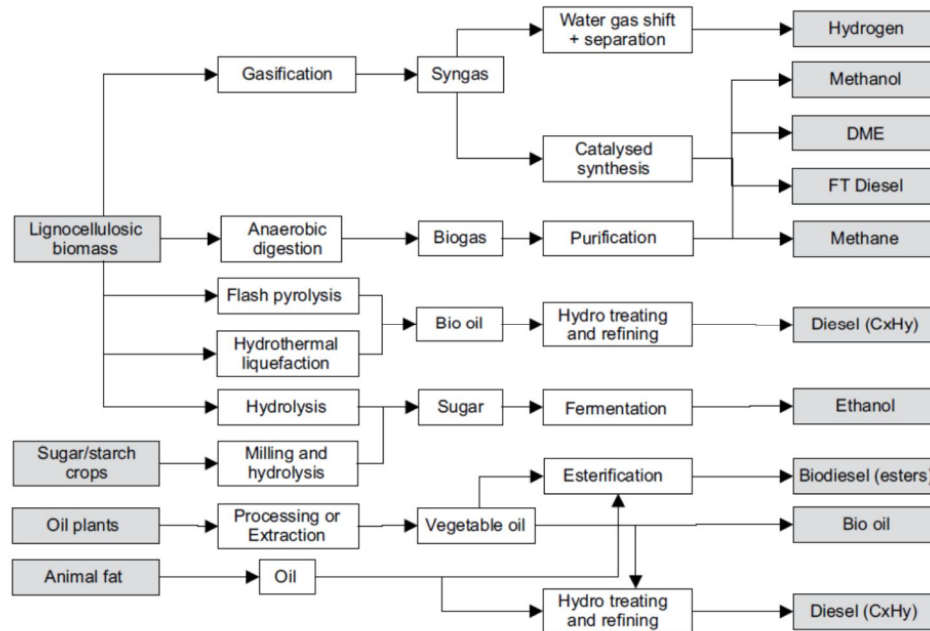 Water gas shift
+ separation
Hydrogen
Gasification
Syngas
Methanol
DME
Catalysed
synthesis
FT Diesel
Lignocellulosic
biomass
Anaerobic
digestion
Biogas
Purification
Methane
Flash pyrolysis
Bio oil
Hydro treating
and refining
Diesel (CxHy)
Hydrothermal
liquefaction
Hydrolysis
Sugar
Fermentation
Ethanol
Sugar/starch
crops
Milling and
hydrolysis
Esterification
Biodiesel (esters)
Oil plants
Processing or
Extraction
Vegetable oil
Bio oil
Animal fat
Oil
Hydro treating
and refining
Diesel (CxHy)